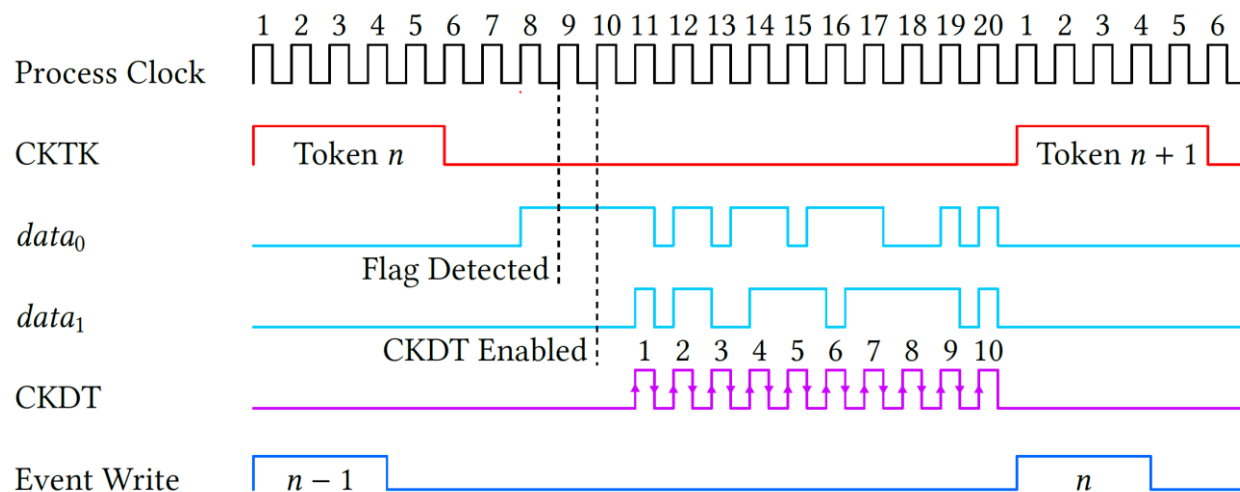 1 2 3 4 5 6 7 8 9 10 11 12 13 14 15 16 17 18 19 20 1 2 3 4 5 6
Process Clock
CKTK Token n Token n + 1
data0
Flag Detected
data1
CKDT Enabled 1 2 3 4 5 6 7 8 9 10
CKDT
Event Write n − 1 n